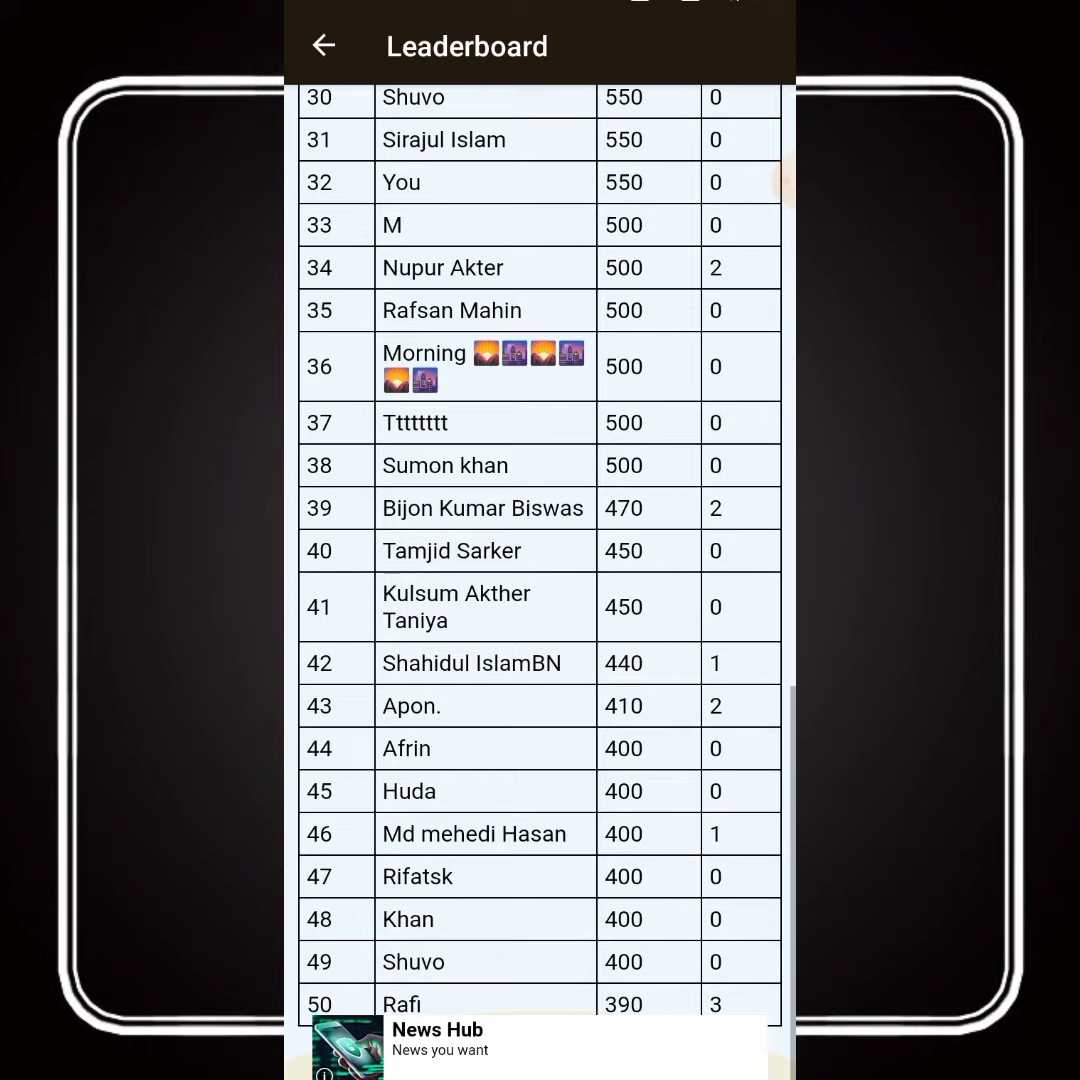 Leaderboard
30 Shuvo 550 0
31 Sirajul Islam 550 0
32 You 550 0
33 M 500 0
34 Nupur Akter 500 2
35 Rafsan Mahin 500 0
36 Morning 🌄🌆🌄🌆🌄🌆 500 0
37 Tttttttt 500 0
38 Sumon khan 500 0
39 Bijon Kumar Biswas 470 2
40 Tamjid Sarker 450 0
41 Kulsum Akther
Taniya 450 0
42 Shahidul IslamBN 440 1
43 Apon. 410 2
44 Afrin 400 0
45 Huda 400 0
46 Md mehedi Hasan 400 1
47 Rifatsk 400 0
48 Khan 400 0
49 Shuvo 400 0
50 Rafi 390 3
News Hub
News you want